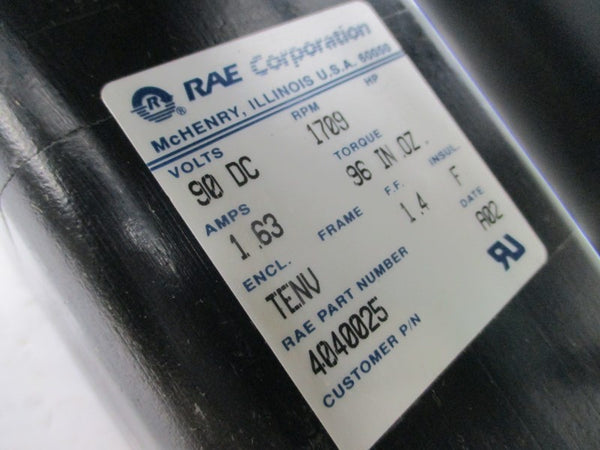 R ® RAE Corporation
McHENRY, ILLINOIS U.S.A. 60050
VOLTS RPM HP
90 DC 1709
AMPS TORQUE
1.63 96 IN OZ.
ENCL. FRAME F.F. INSUL.
TENV 1.4 F
RAE PART NUMBER DATE
4040025 A02
CUSTOMER P/N
RU